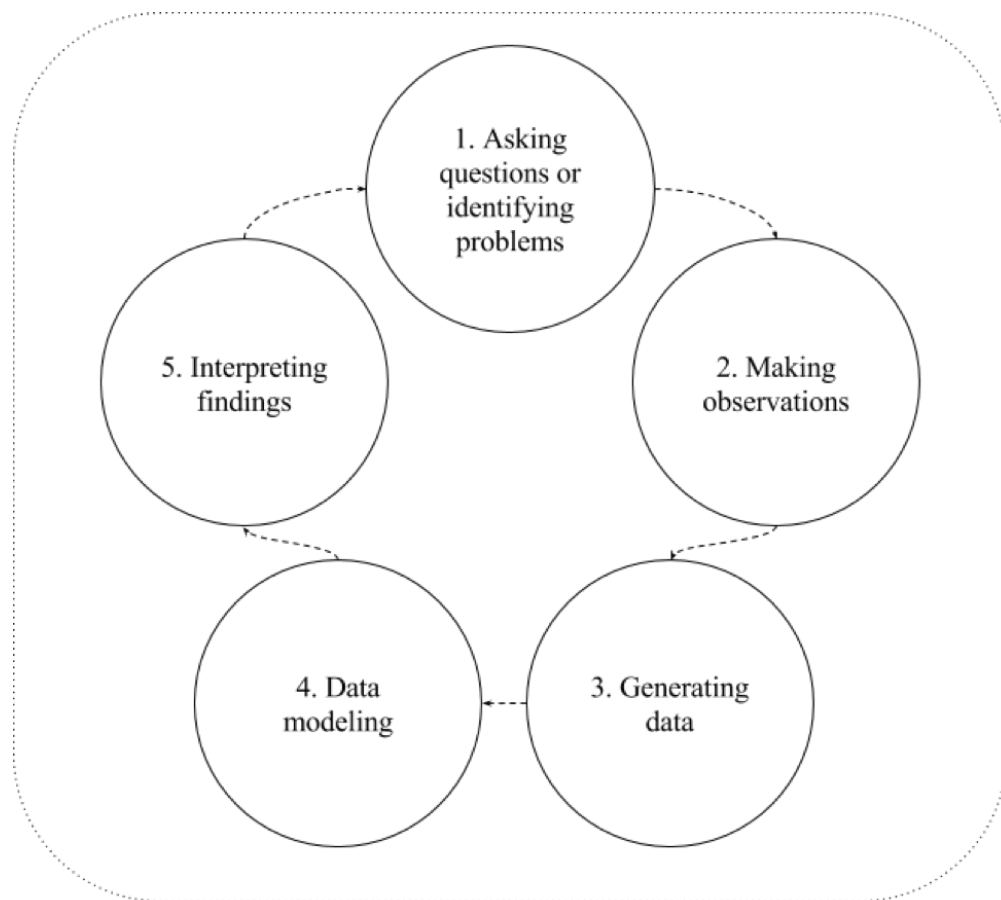 1. Asking
questions or
identifying
problems
2. Making
observations
3. Generating
data
4. Data
modeling
5. Interpreting
findings